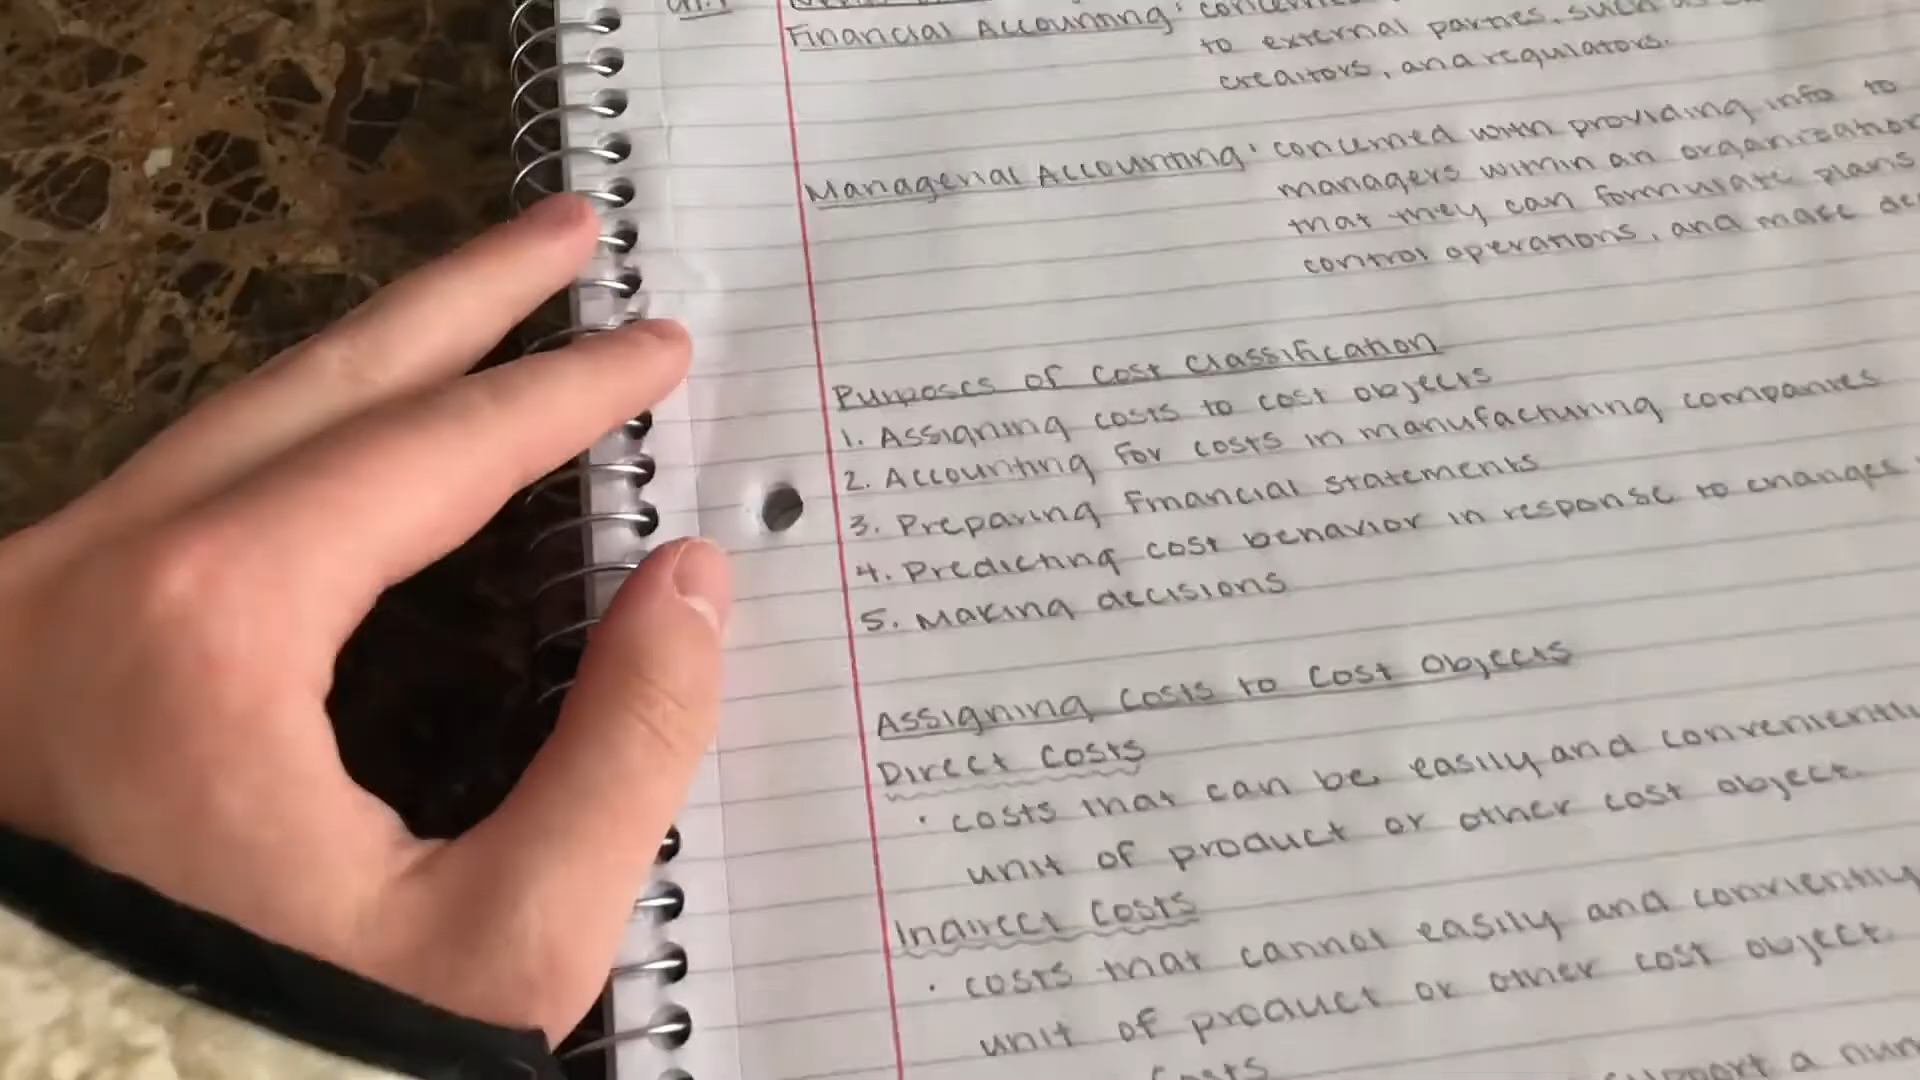 Financial Accounting:
to external parties, such as
creditors, and regulators.
Managerial Accounting: concerned with providing info to
managers within an organization
that they can formulate plans
control operations, and make
Purposes of Cost Classification
1. Assigning costs to cost objects
2. Accounting for costs in manufacturing companies
3. Preparing Financial statements
4. Predicting cost behavior in response to changes
5. Making decisions
Assigning Costs to Cost Objects
Direct Costs
• costs that can be easily and conveniently
unit of product or other cost object.
Indirect Costs
• costs that cannot easily and conviently
unit of product or other cost object.
Costs
support a